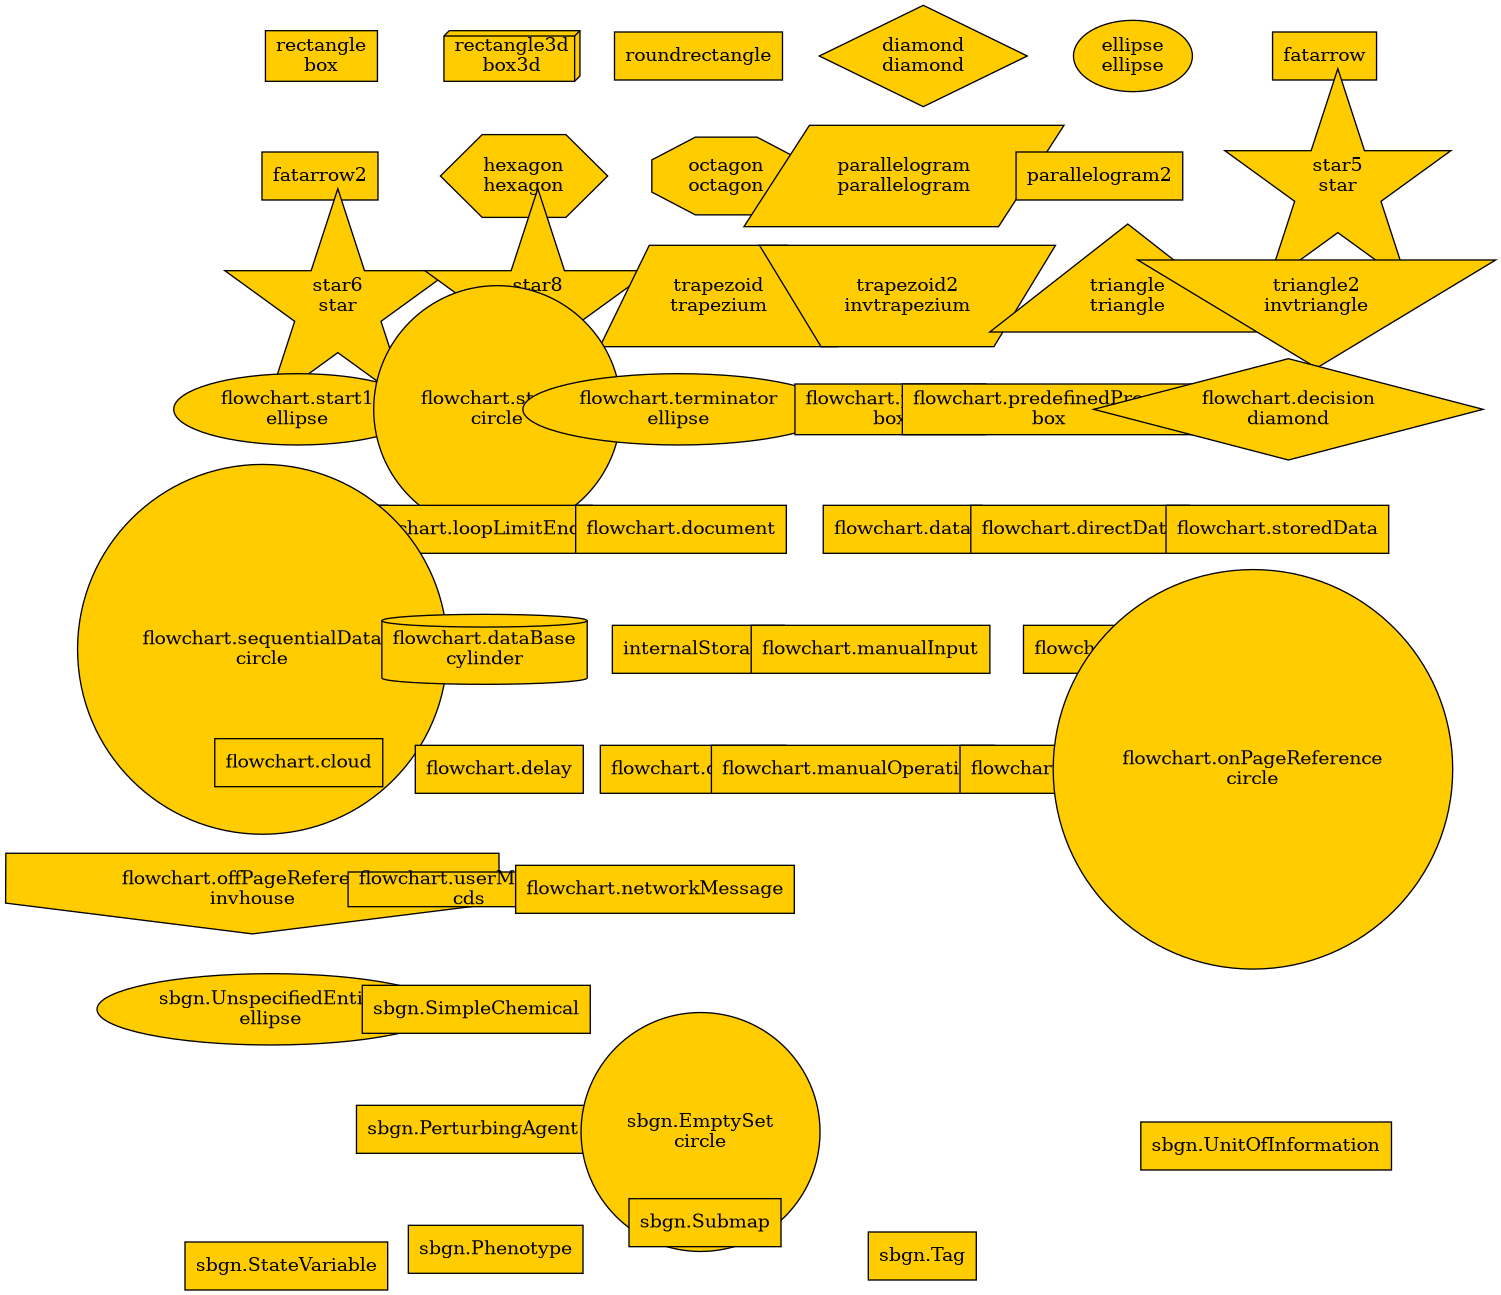 rectangle
box
rectangle3d
box3d
roundrectangle
diamond
diamond
ellipse
ellipse
fatarrow
fatarrow2
hexagon
hexagon
octagon
octagon
parallelogram
parallelogram
parallelogram2
star5
star
star6
star
star8
trapezoid
trapezium
trapezoid2
invtrapezium
triangle
triangle
triangle2
invtriangle
flowchart.start1
ellipse
circle
flowchart.terminator
ellipse
box
box
flowchart.decision
diamond
chart.loopLimitEnd
flowchart.document
flowchart.data
flowchart.directDat
flowchart.storedData
flowchart.sequentialData
circle
flowchart.dataBase
cylinder
internalStora
flowchart.manualInput
flowch
flowchart.cloud
flowchart.delay
flowchart.
flowchart.manualOperati
flowchart
flowchart.onPageReference
circle
flowchart.offPageRefere
invhouse
flowchart.userM
cds
flowchart.networkMessage
sbgn.UnspecifiedEnti
ellipse
sbgn.SimpleChemical
sbgn.PerturbingAgent
sbgn.EmptySet
circle
sbgn.UnitOfInformation
sbgn.Submap
sbgn.Phenotype
sbgn.Tag
sbgn.StateVariable